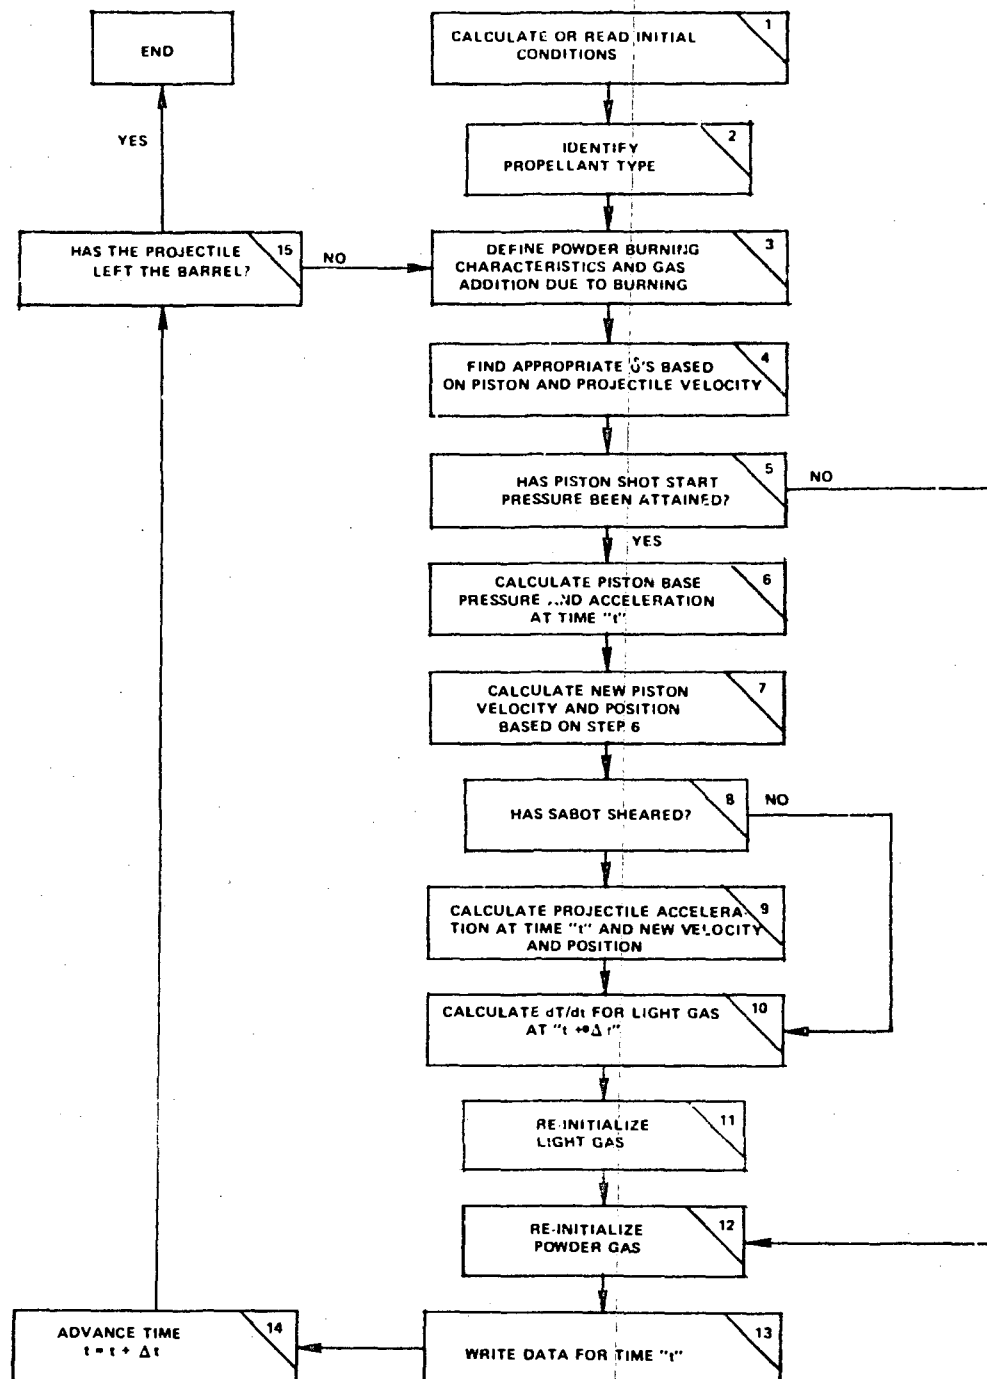 END
1
CALCULATE OR READ INITIAL
CONDITIONS
YES
2
IDENTIFY
PROPELLANT TYPE
15
HAS THE PROJECTILE
LEFT THE BARREL?
NO
3
DEFINE POWDER BURNING
CHARACTERISTICS AND GAS
ADDITION DUE TO BURNING
4
FIND APPROPRIATE BASED
ON PISTON AND PROJECTILE VELOCITY
5
HAS PISTON SHOT START
PRESSURE BEEN ATTAINED?
NO
YES
6
CALCULATE PISTON BASE
PRESSURE AND ACCELERATION
AT TIME "t"
7
CALCULATE NEW PISTON
VELOCITY AND POSITION
BASED ON STEP 6
8
HAS SABOT SHEARED?
NO
9
CALCULATE PROJECTILE ACCELERA-
TION AT TIME "t" AND NEW VELOCITY
AND POSITION
10
CALCULATE dT/dt FOR LIGHT GAS
AT "t + Δ t"
11
RE-INITIALIZE
LIGHT GAS
12
RE-INITIALIZE
POWDER GAS
14
ADVANCE TIME
t = t + Δ t
13
WRITE DATA FOR TIME "t"